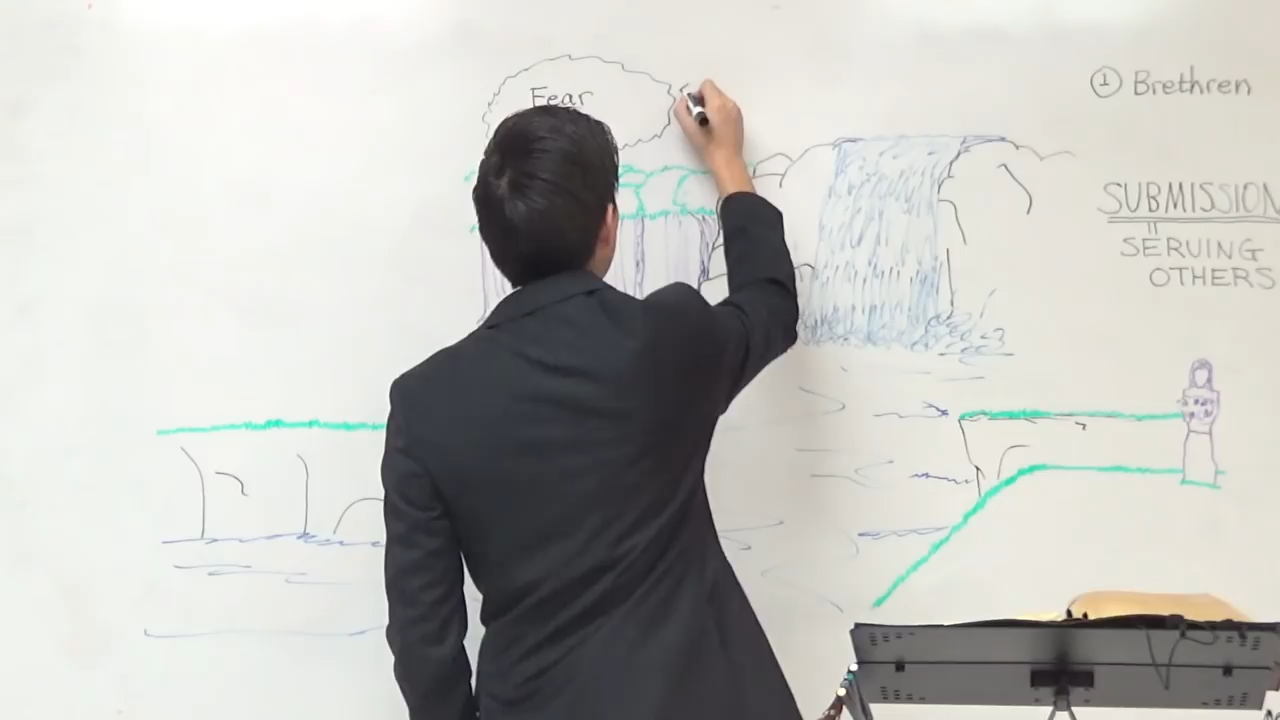 Fear
① Brethren
SUBMISSION
=
SERVING
OTHERS